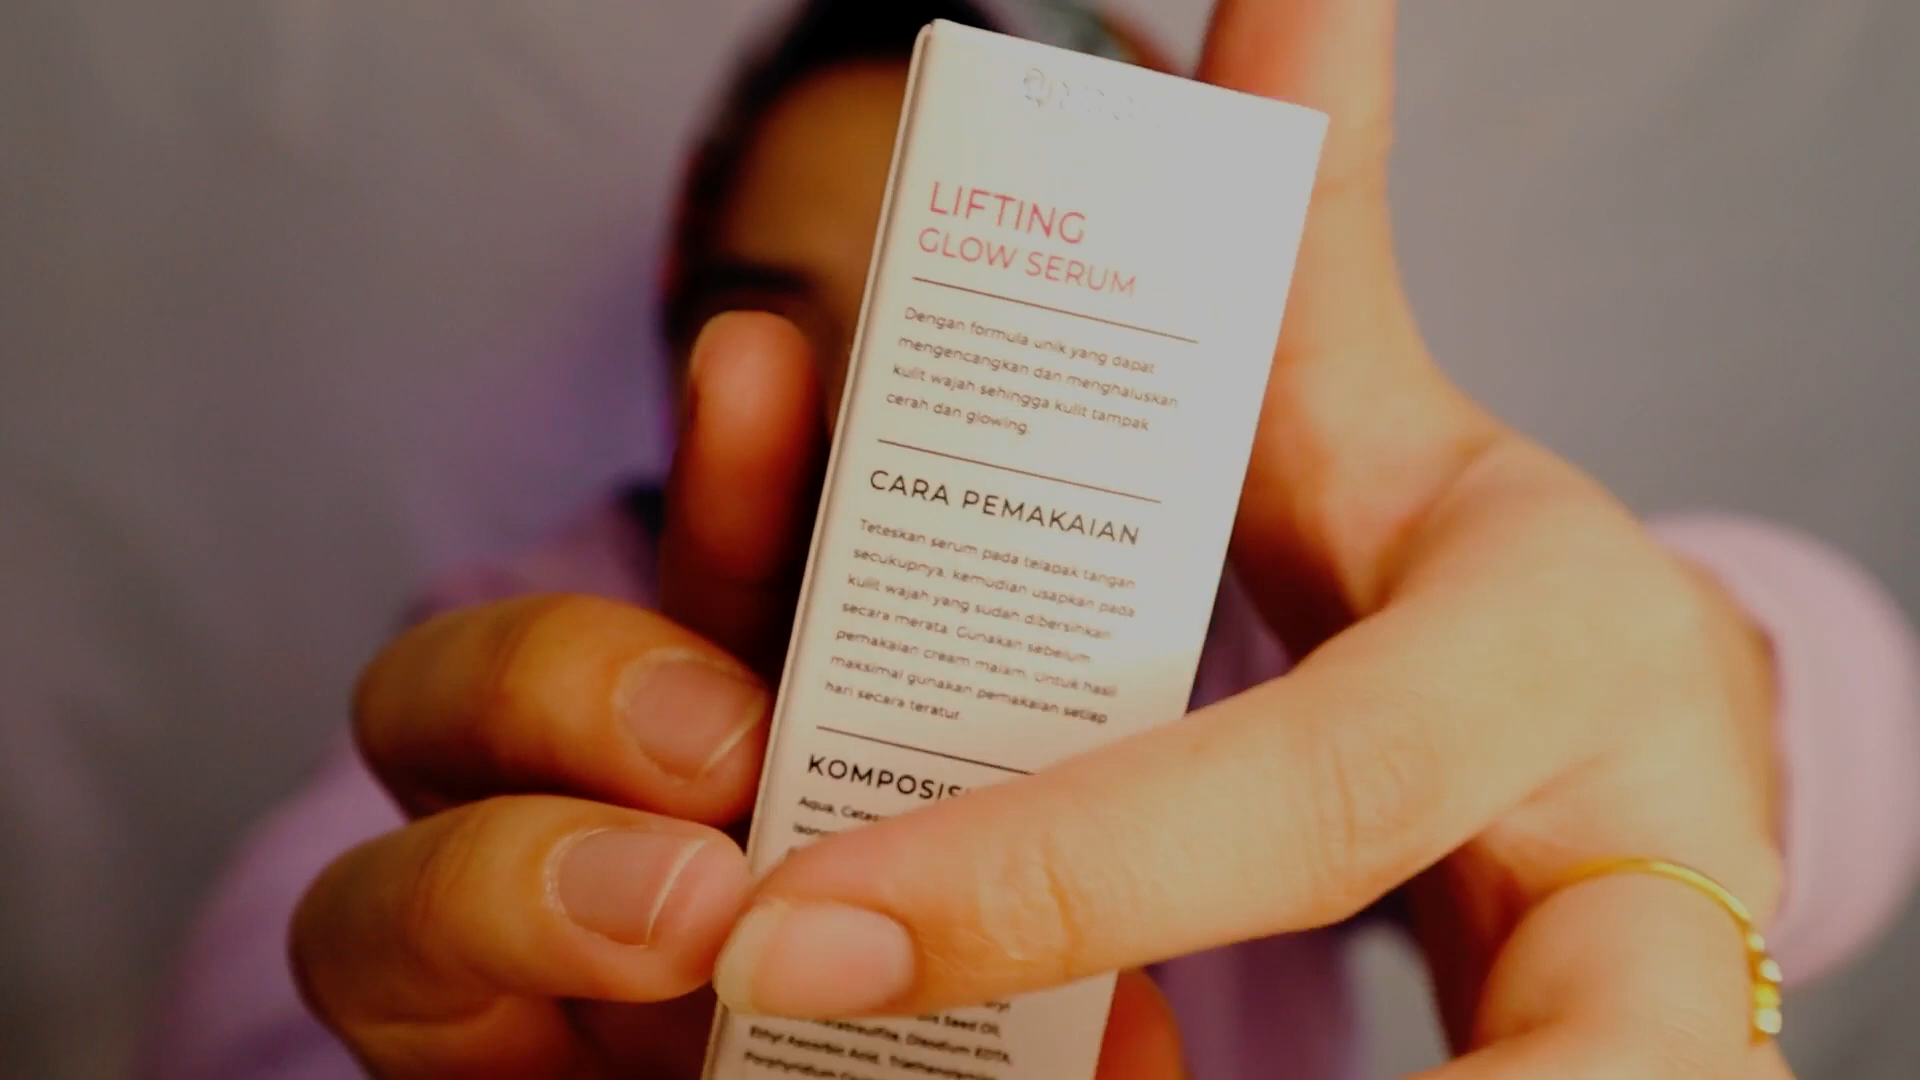 LIFTING
GLOW SERUM
Dengan formula unik yang dapat
mengencangkan dan menghaluskan
kulit wajah sehingga kulit tampak
cerah dan glowing.
CARA PEMAKAIAN
Teteskan serum pada telapak tangan
secukupnya, kemudian usapkan pada
kulit wajah yang sudah dibersihkan
secara merata. Gunakan sebelum
pemakaian cream malam. Untuk hasil
maksimal gunakan pemakaian setiap
hari secara teratur.
Aqua,
Seed Oil,
Disodium EDTA,
Ethyl Ascorbic Acid,
Porphyridium